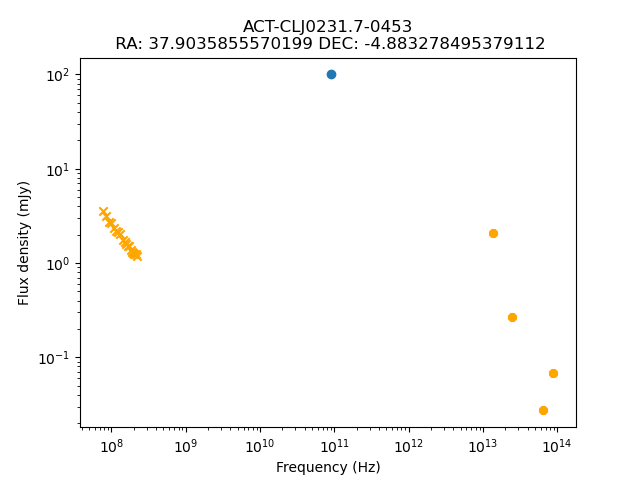 ACT-CLJ0231.7-0453
RA: 37.9035855570199 DEC: -4.883278495379112
Flux density (mJy)
10²
10¹
10⁰
10⁻¹
10⁸ 10⁹ 10¹⁰ 10¹¹ 10¹² 10¹³ 10¹⁴
Frequency (Hz)